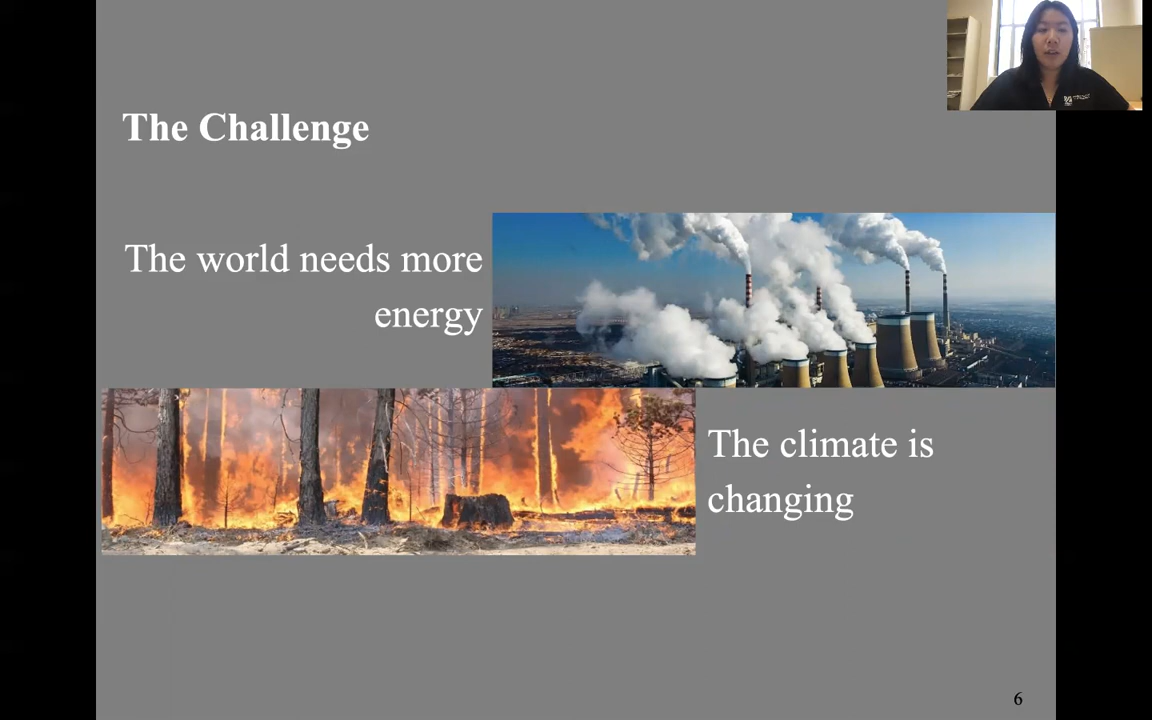 The Challenge
The world needs more
energy
The climate is
changing
6